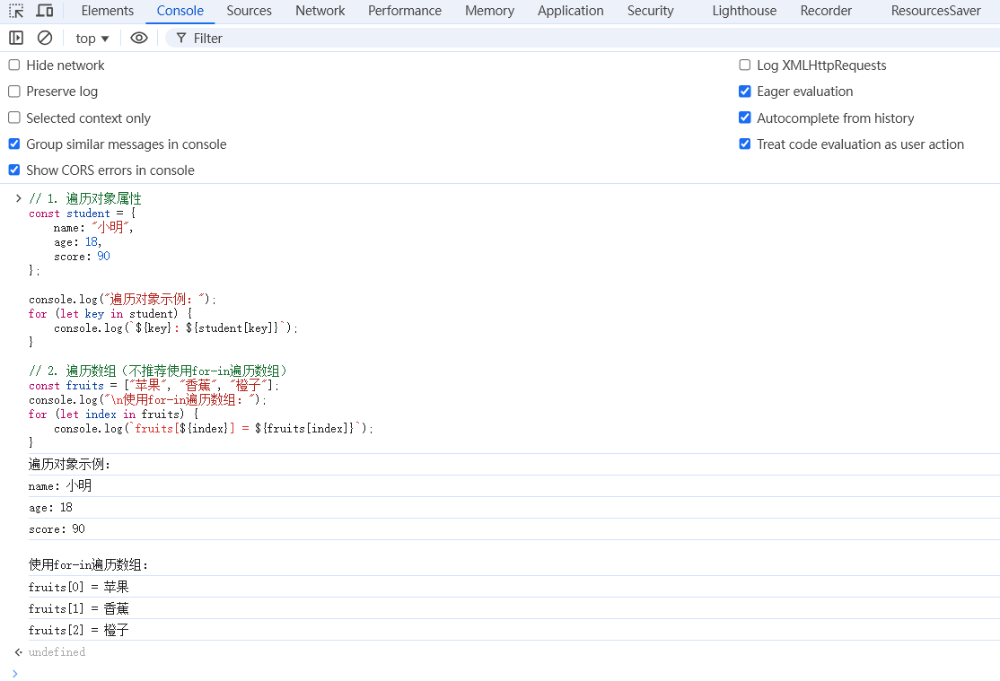 Elements Console Sources Network Performance Memory Application Security Lighthouse Recorder ResourcesSaver
top Filter
Hide network Log XMLHttpRequests
Preserve log Eager evaluation
Selected context only Autocomplete from history
Group similar messages in console Treat code evaluation as user action
Show CORS errors in console
// 1. 遍历对象属性
const student = {
    name: "小明",
    age: 18,
    score: 90
};
console.log("遍历对象示例：");
for (let key in student) {
    console.log(`${key}: ${student[key]}`);
}
// 2. 遍历数组（不推荐使用for-in遍历数组）
const fruits = ["苹果", "香蕉", "橙子"];
console.log("\n使用for-in遍历数组：");
for (let index in fruits) {
    console.log(`fruits[${index}] = ${fruits[index]}`);
}
遍历对象示例：
name: 小明
age: 18
score: 90
使用for-in遍历数组：
fruits[0] = 苹果
fruits[1] = 香蕉
fruits[2] = 橙子
undefined